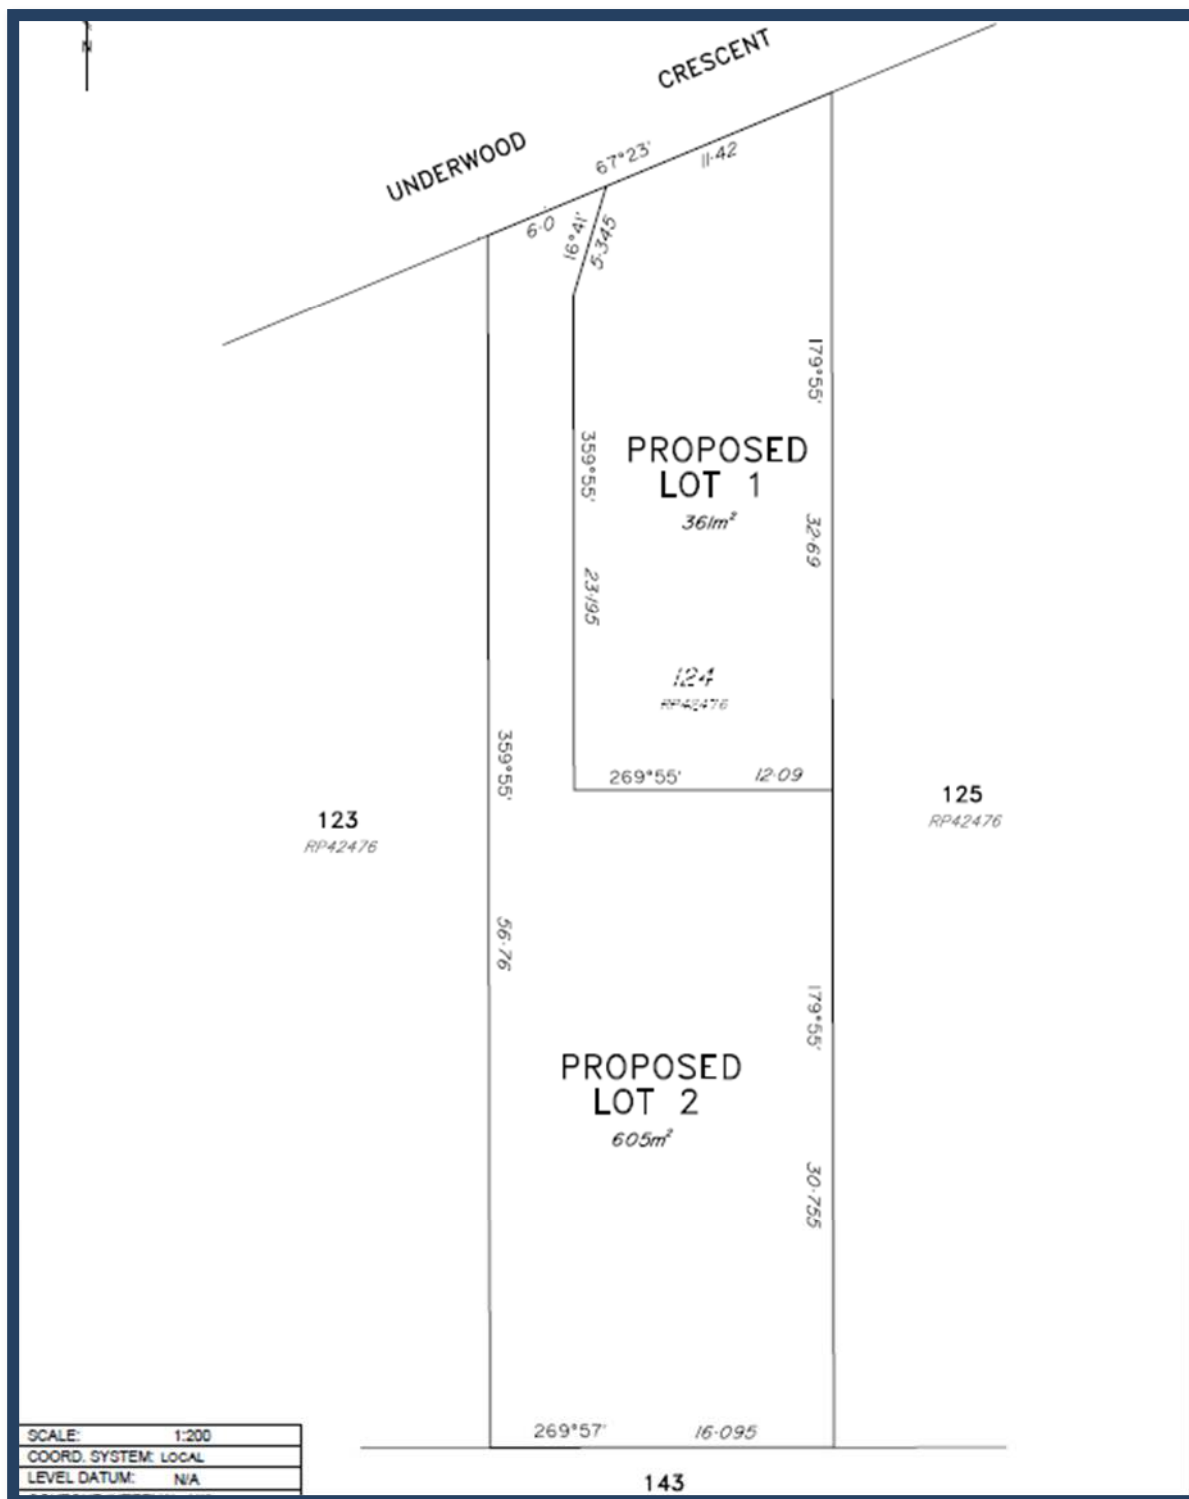 N
CRESCENT
UNDERWOOD
67°23'
11·42
6·0
16°41'
5·345
179°55'
359°55'
PROPOSED
LOT 1
361m²
32·69
23·195
124
RP42476
359°55'
269°55'
12·09
123
RP42476
125
RP42476
56·76
179°55'
PROPOSED
LOT 2
605m²
30·755
269°57'
16·095
SCALE: 1:200
COORD. SYSTEM: LOCAL
LEVEL DATUM: N/A
143